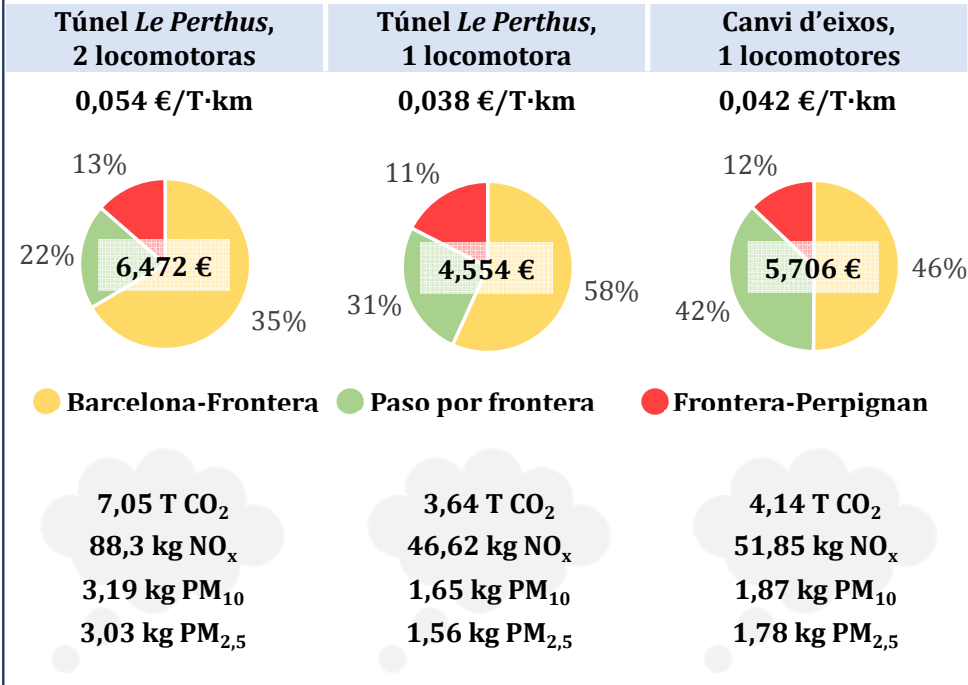 Túnel Le Perthus,
2 locomotoras
Túnel Le Perthus,
1 locomotora
Canvi d'eixos,
1 locomotores
0,054 €/T·km
0,038 €/T·km
0,042 €/T·km
13%
22%
6,472 €
35%
11%
31%
4,554 €
58%
12%
42%
5,706 €
46%
Barcelona-Frontera
Paso por frontera
Frontera-Perpignan
7,05 T CO₂
88,3 kg NOₓ
3,19 kg PM₁₀
3,03 kg PM₂,₅
3,64 T CO₂
46,62 kg NOₓ
1,65 kg PM₁₀
1,56 kg PM₂,₅
4,14 T CO₂
51,85 kg NOₓ
1,87 kg PM₁₀
1,78 kg PM₂,₅